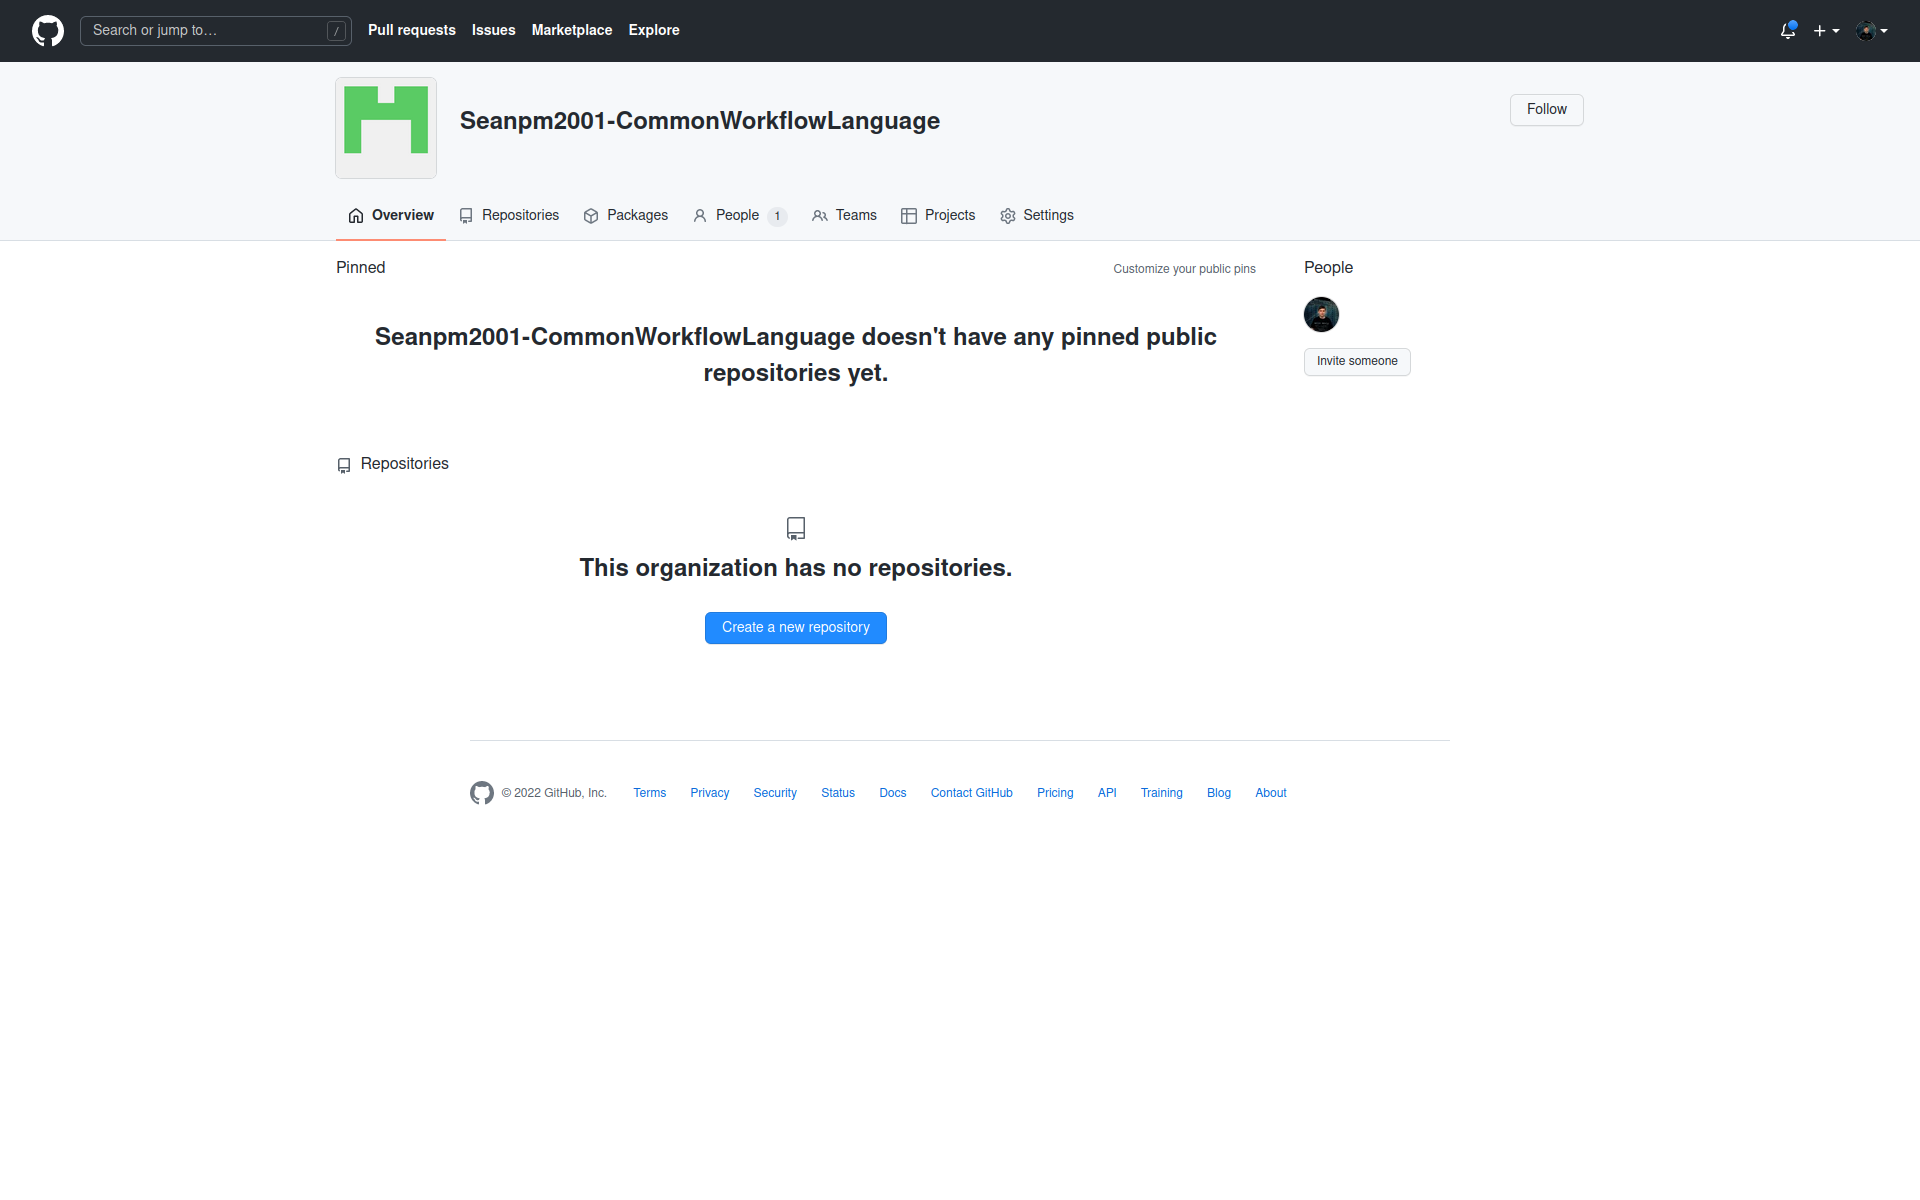 Search or jump to… /
Pull requests Issues Marketplace Explore
Seanpm2001-CommonWorkflowLanguage
Follow
Overview Repositories Packages People 1 Teams Projects Settings
Pinned
Customize your public pins
Seanpm2001-CommonWorkflowLanguage doesn't have any pinned public
repositories yet.
People
Invite someone
Repositories
This organization has no repositories.
Create a new repository
© 2022 GitHub, Inc. Terms Privacy Security Status Docs Contact GitHub Pricing API Training Blog About